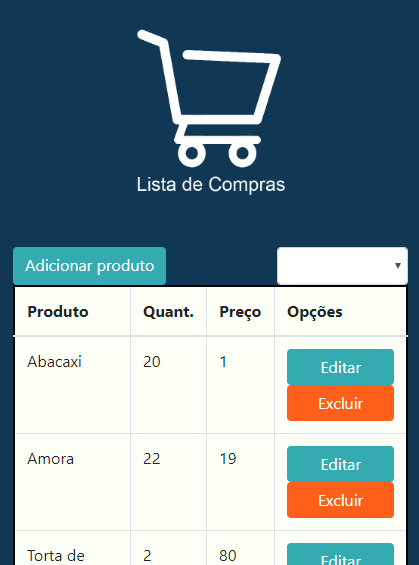 Lista de Compras
Adicionar produto
Produto Quant. Preço Opções
Abacaxi 20 1 Editar
Excluir
Amora 22 19 Editar
Excluir
Torta de 2 80 Editar